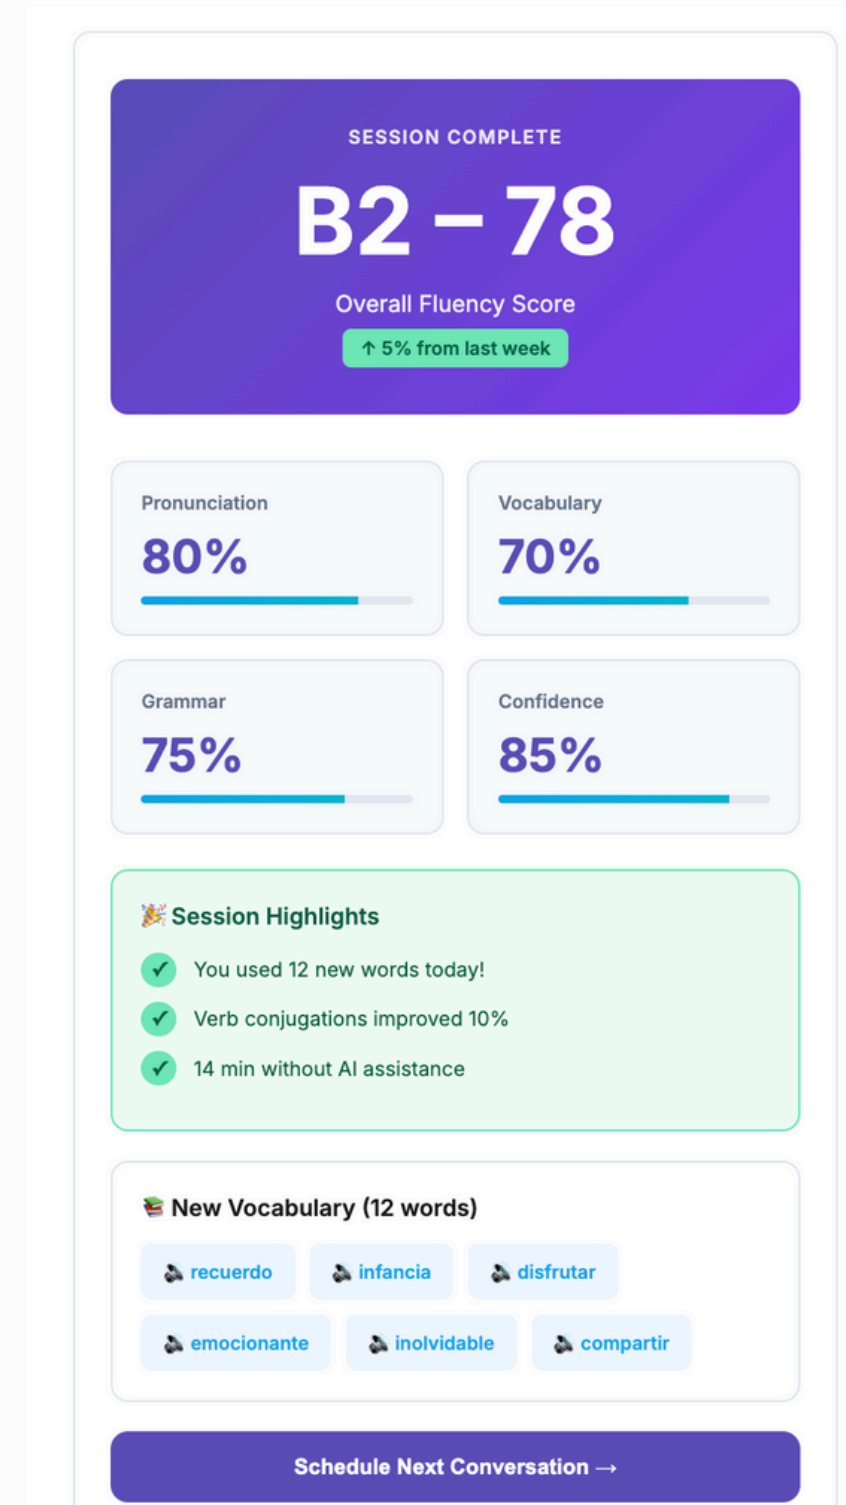 SESSION COMPLETE
B2 – 78
Overall Fluency Score
↑ 5% from last week
Pronunciation
80%
Vocabulary
70%
Grammar
75%
Confidence
85%
Session Highlights
You used 12 new words today!
Verb conjugations improved 10%
14 min without AI assistance
New Vocabulary (12 words)
recuerdo infancia disfrutar
emocionante inolvidable compartir
Schedule Next Conversation →